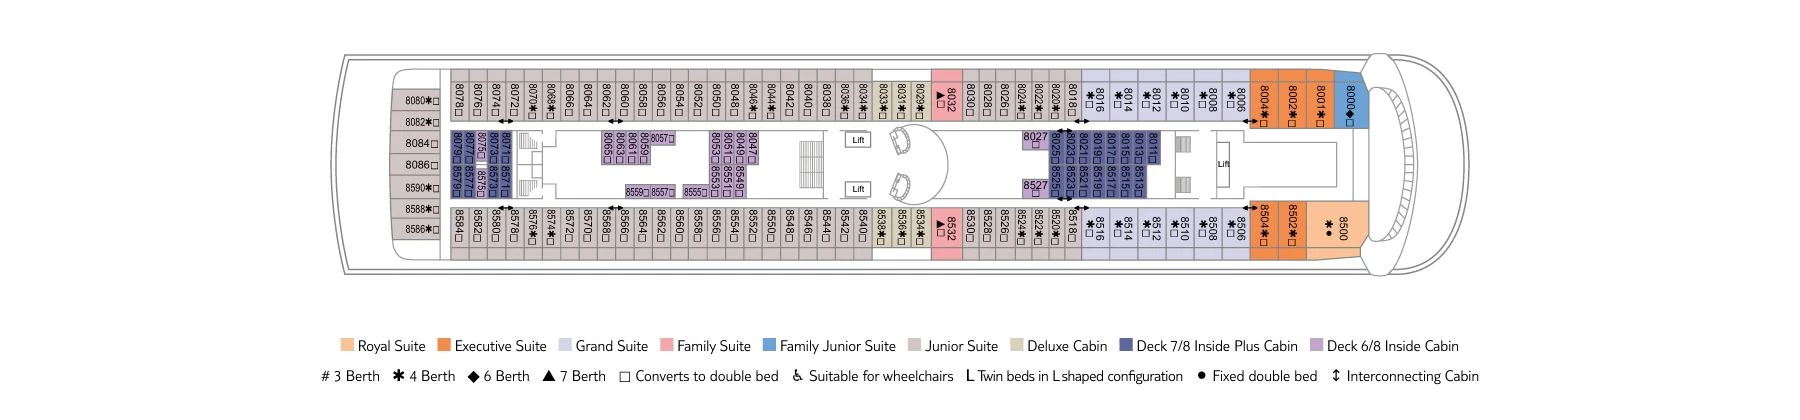 8078□ 8076□ 8074□ 8072□ 8070✱□ 8068✱□ 8066□ 8064□ 8062□ 8060□ 8058□ 8056□ 8054□ 8052□ 8050□ 8048□ 8046✱□ 8044✱□ 8042□ 8040□ 8038□ 8036✱□ 8034✱□ 8033✱□ 8031✱□ 8029✱□ 8032▲□ 8030□ 8028□ 8026□ 8024✱□ 8022✱□ 8020✱□ 8018□ 8016✱□ 8014✱□ 8012✱□ 8010✱□ 8008✱□ 8006✱□ 8004✱□ 8002✱□ 8001✱□ 8000◆□
8080✱□
8082✱□
8084□
8086□
8590✱□
8588✱□
8586✱□
8079□ 8077□ 8075□ 8073□ 8071□ 8065□ 8063□ 8061□ 8059□ 8057□ 8053□ 8051□ 8049□ 8047□ Lift 8027□ 8025□ 8023□ 8021□ 8019□ 8017□ 8015□ 8013□ 8011□
Lift
8579□ 8577□ 8575□ 8573□ 8571□ 8559□ 8557□ 8555□ 8553□ 8551□ 8549□ Lift 8527□ 8525□ 8523□ 8521□ 8519□ 8517□ 8515□ 8513□
8584□ 8582□ 8580□ 8578□ 8576✱□ 8574✱□ 8572□ 8570□ 8568□ 8566□ 8564□ 8562□ 8560□ 8558□ 8556□ 8554□ 8552□ 8550□ 8548□ 8546□ 8544□ 8542□ 8540□ 8538✱□ 8536✱□ 8534✱□ 8532▲□ 8530□ 8528□ 8526□ 8524✱□ 8522✱□ 8520✱□ 8518□ 8516✱□ 8514✱□ 8512✱□ 8510✱□ 8508✱□ 8506✱□ 8504✱□ 8502✱□ 8500✱●
Royal Suite Executive Suite Grand Suite Family Suite Family Junior Suite Junior Suite Deluxe Cabin Deck 7/8 Inside Plus Cabin Deck 6/8 Inside Cabin
# 3 Berth ✱ 4 Berth ◆ 6 Berth ▲ 7 Berth □ Converts to double bed ♿ Suitable for wheelchairs L Twin beds in L shaped configuration ● Fixed double bed ↕ Interconnecting Cabin